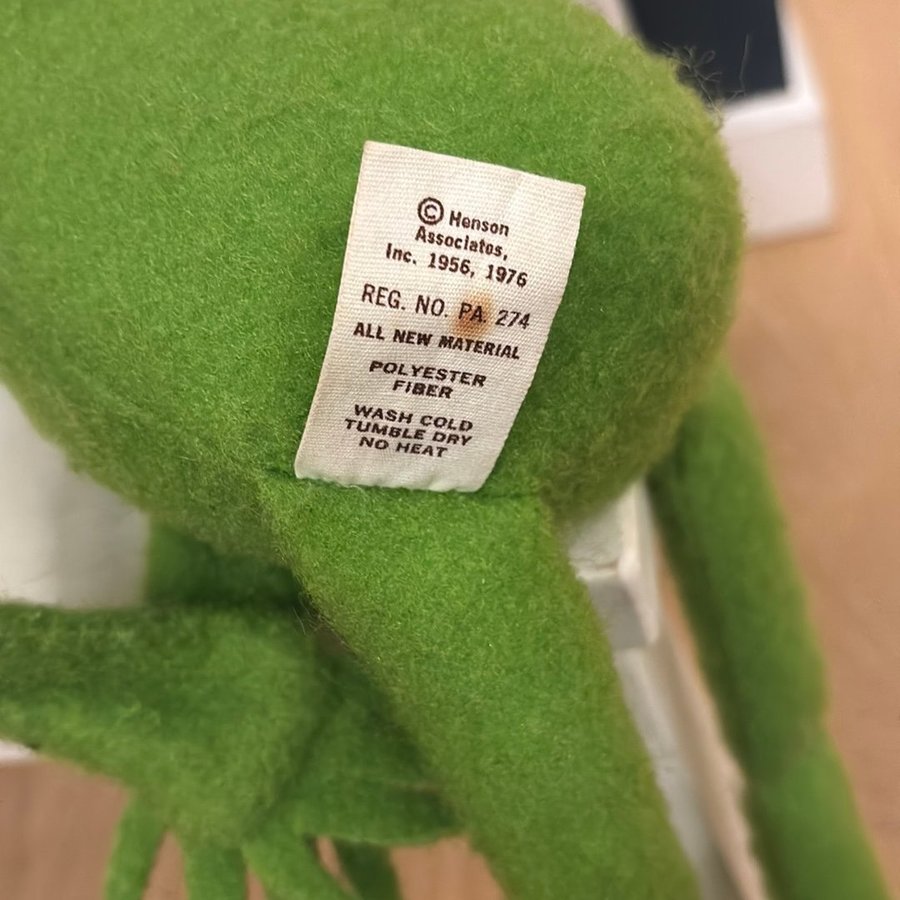 © Henson
Associates,
Inc. 1956, 1976
REG. NO. PA. 274
ALL NEW MATERIAL
POLYESTER
FIBER
WASH COLD
TUMBLE DRY
NO HEAT